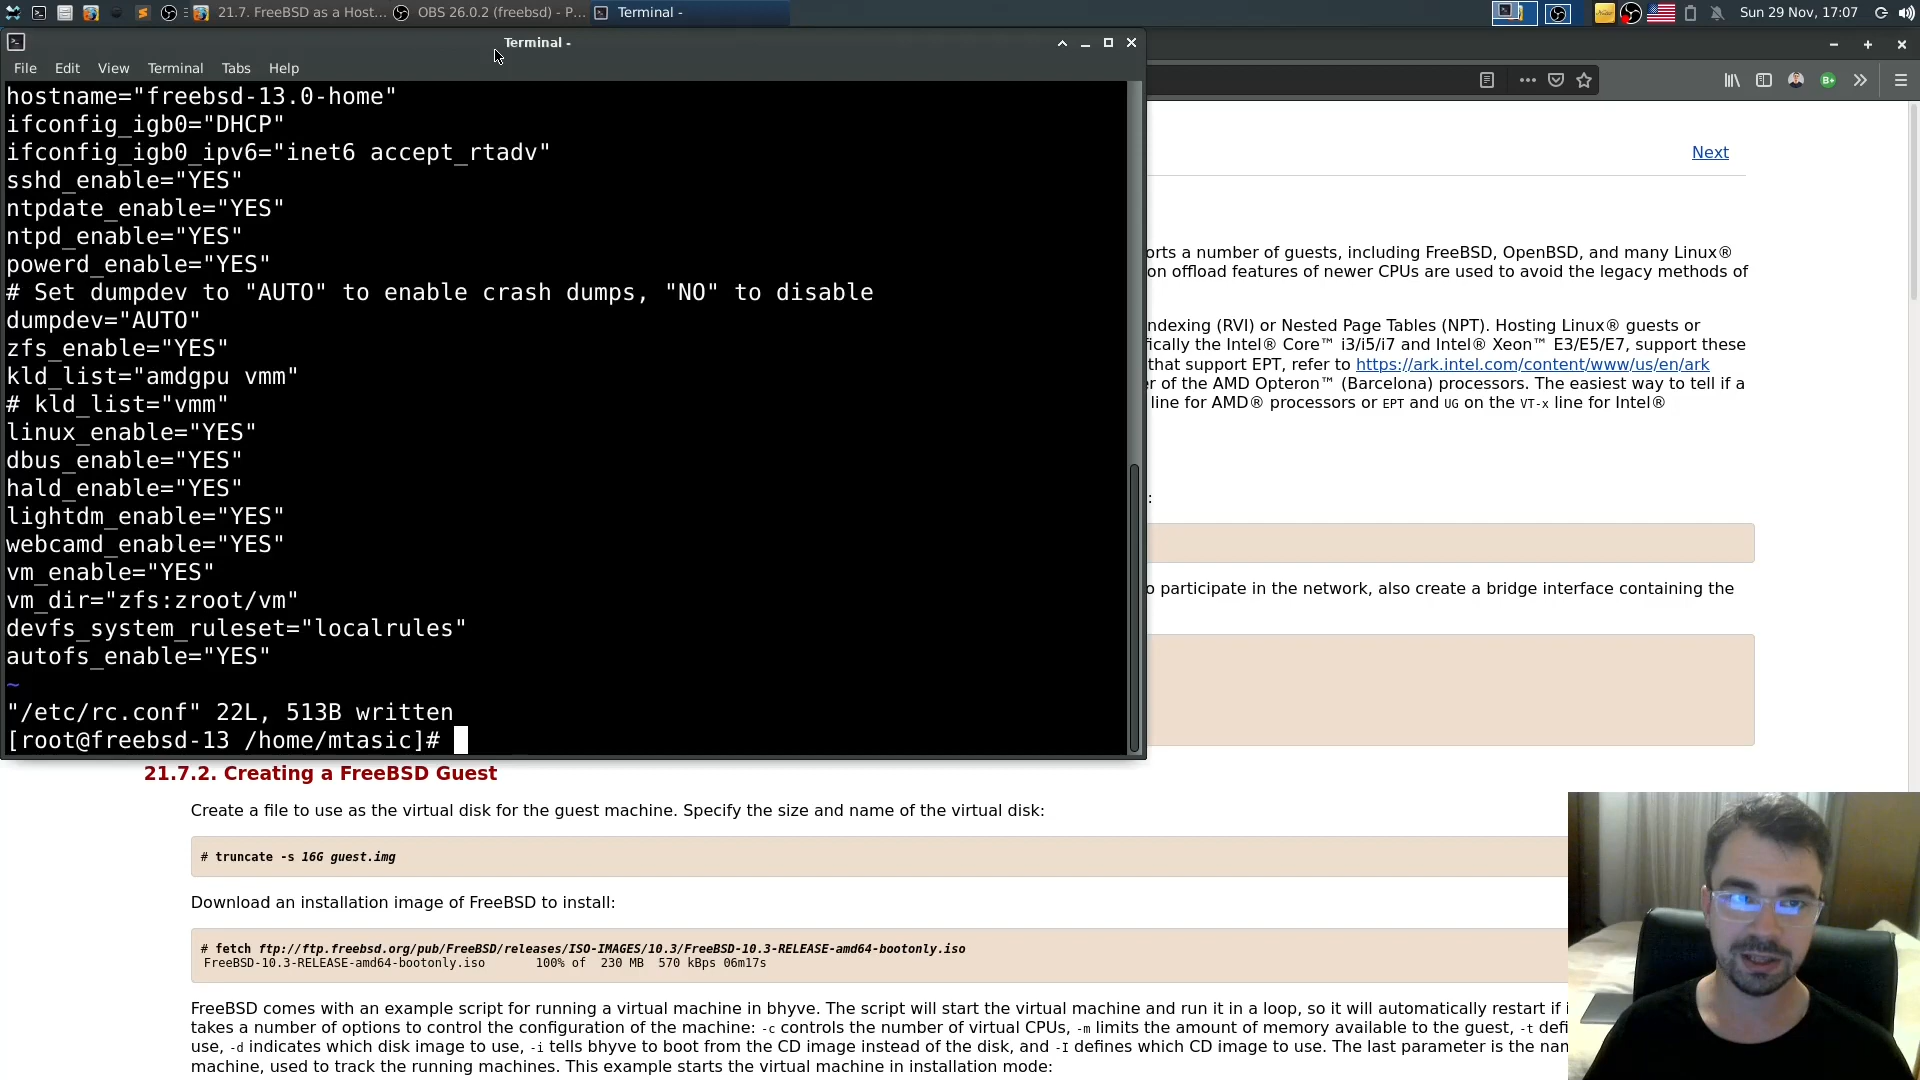 21.7. FreeBSD as a Host...
OBS 26.0.2 (freebsd) - P...
Terminal -
Sun 29 Nov, 17:07
Terminal -
File Edit View Terminal Tabs Help
hostname="freebsd-13.0-home"
ifconfig_igb0="DHCP"
ifconfig_igb0_ipv6="inet6 accept_rtadv"
sshd_enable="YES"
ntpdate_enable="YES"
ntpd_enable="YES"
powerd_enable="YES"
# Set dumpdev to "AUTO" to enable crash dumps, "NO" to disable
dumpdev="AUTO"
zfs_enable="YES"
kld_list="amdgpu vmm"
# kld_list="vmm"
linux_enable="YES"
dbus_enable="YES"
hald_enable="YES"
lightdm_enable="YES"
webcamd_enable="YES"
vm_enable="YES"
vm_dir="zfs:zroot/vm"
devfs_system_ruleset="localrules"
autofs_enable="YES"
~
"/etc/rc.conf" 22L, 513B written
[root@freebsd-13 /home/mtasic]#
Next
orts a number of guests, including FreeBSD, OpenBSD, and many Linux®
on offload features of newer CPUs are used to avoid the legacy methods of
ndexing (RVI) or Nested Page Tables (NPT). Hosting Linux® guests or
fically the Intel® Core™ i3/i5/i7 and Intel® Xeon™ E3/E5/E7, support these
that support EPT, refer to https://ark.intel.com/content/www/us/en/ark
r of the AMD Opteron™ (Barcelona) processors. The easiest way to tell if a
line for AMD® processors or EPT and UG on the VT-x line for Intel®
:
o participate in the network, also create a bridge interface containing the
21.7.2. Creating a FreeBSD Guest
Create a file to use as the virtual disk for the guest machine. Specify the size and name of the virtual disk:
# truncate -s 16G guest.img
Download an installation image of FreeBSD to install:
# fetch ftp://ftp.freebsd.org/pub/FreeBSD/releases/ISO-IMAGES/10.3/FreeBSD-10.3-RELEASE-amd64-bootonly.iso
FreeBSD-10.3-RELEASE-amd64-bootonly.iso 100% of 230 MB 570 kBps 06m17s
FreeBSD comes with an example script for running a virtual machine in bhyve. The script will start the virtual machine and run it in a loop, so it will automatically restart if i
takes a number of options to control the configuration of the machine: -c controls the number of virtual CPUs, -m limits the amount of memory available to the guest, -t defi
use, -d indicates which disk image to use, -i tells bhyve to boot from the CD image instead of the disk, and -I defines which CD image to use. The last parameter is the nan
machine, used to track the running machines. This example starts the virtual machine in installation mode: